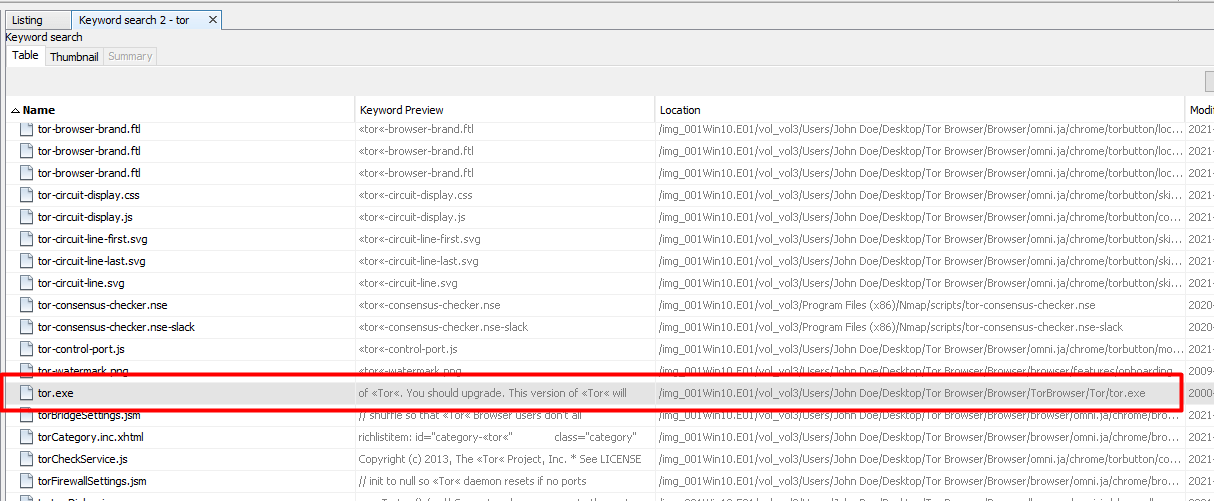 Listing Keyword search 2 - tor
Keyword search
Table Thumbnail Summary
Name Keyword Preview Location Modi
tor-browser-brand.ftl «tor«-browser-brand.ftl /img_001Win10.E01/vol_vol3/Users/John Doe/Desktop/Tor Browser/Browser/omni.ja/chrome/torbutton/loc... 2021-
tor-browser-brand.ftl «tor«-browser-brand.ftl /img_001Win10.E01/vol_vol3/Users/John Doe/Desktop/Tor Browser/Browser/omni.ja/chrome/torbutton/loc... 2021-
tor-browser-brand.ftl «tor«-browser-brand.ftl /img_001Win10.E01/vol_vol3/Users/John Doe/Desktop/Tor Browser/Browser/omni.ja/chrome/torbutton/loc... 2021-
tor-circuit-display.css «tor«-circuit-display.css /img_001Win10.E01/vol_vol3/Users/John Doe/Desktop/Tor Browser/Browser/omni.ja/chrome/torbutton/ski... 2021-
tor-circuit-display.js «tor«-circuit-display.js /img_001Win10.E01/vol_vol3/Users/John Doe/Desktop/Tor Browser/Browser/omni.ja/chrome/torbutton/co... 2021-
tor-circuit-line-first.svg «tor«-circuit-line-first.svg /img_001Win10.E01/vol_vol3/Users/John Doe/Desktop/Tor Browser/Browser/omni.ja/chrome/torbutton/ski... 2021-
tor-circuit-line-last.svg «tor«-circuit-line-last.svg /img_001Win10.E01/vol_vol3/Users/John Doe/Desktop/Tor Browser/Browser/omni.ja/chrome/torbutton/ski... 2021-
tor-circuit-line.svg «tor«-circuit-line.svg /img_001Win10.E01/vol_vol3/Users/John Doe/Desktop/Tor Browser/Browser/omni.ja/chrome/torbutton/ski... 2021-
tor-consensus-checker.nse «tor«-consensus-checker.nse /img_001Win10.E01/vol_vol3/Program Files (x86)/Nmap/scripts/tor-consensus-checker.nse 2020-
tor-consensus-checker.nse-slack «tor«-consensus-checker.nse-slack /img_001Win10.E01/vol_vol3/Program Files (x86)/Nmap/scripts/tor-consensus-checker.nse-slack 2020-
tor-control-port.js «tor«-control-port.js /img_001Win10.E01/vol_vol3/Users/John Doe/Desktop/Tor Browser/Browser/omni.ja/chrome/torbutton/mo... 2021-
tor-watermark.png «tor«-watermark.png /img_001Win10.E01/vol_vol3/Users/John Doe/Desktop/Tor Browser/Browser/browser/features/onboarding 2009-
tor.exe of «Tor«. You should upgrade. This version of «Tor« will /img_001Win10.E01/vol_vol3/Users/John Doe/Desktop/Tor Browser/Browser/TorBrowser/Tor/tor.exe 2000-
torBridgeSettings.jsm // shuffle so that «Tor« Browser users don't all /img_001Win10.E01/vol_vol3/Users/John Doe/Desktop/Tor Browser/Browser/browser/omni.ja/chrome/bro... 2021-
torCategory.inc.xhtml richlistitem: id="category-«tor«" class="category" /img_001Win10.E01/vol_vol3/Users/John Doe/Desktop/Tor Browser/Browser/browser/omni.ja/chrome/bro... 2021-
torCheckService.js Copyright (c) 2013, The «Tor« Project, Inc. * See LICENSE /img_001Win10.E01/vol_vol3/Users/John Doe/Desktop/Tor Browser/Browser/omni.ja/chrome/torbutton/co... 2021-
torFirewallSettings.jsm // init to null so «Tor« daemon resets if no ports /img_001Win10.E01/vol_vol3/Users/John Doe/Desktop/Tor Browser/Browser/browser/omni.ja/chrome/bro... 2021-